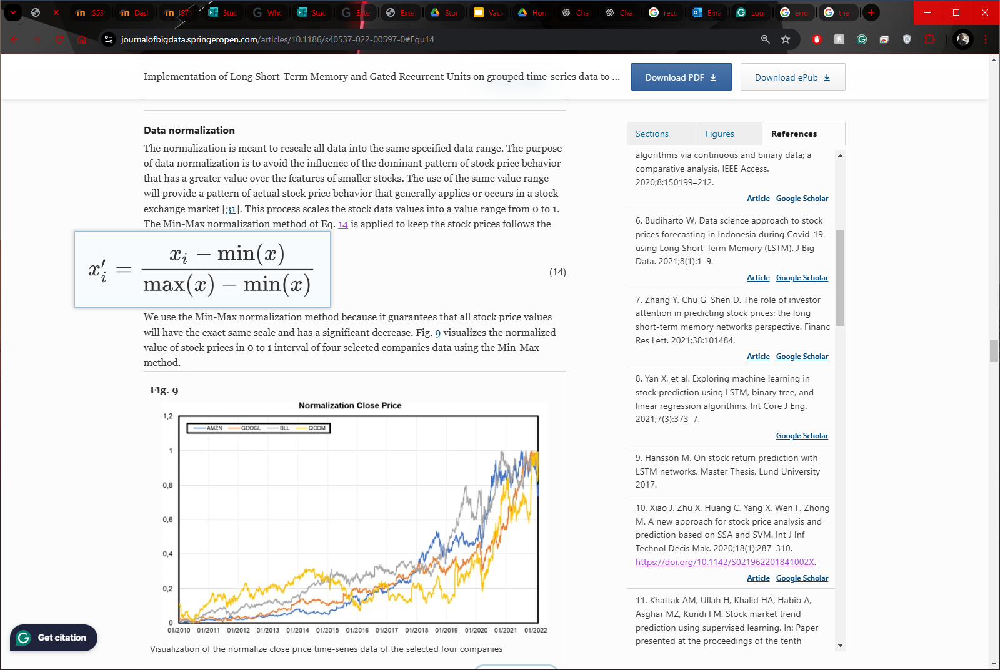 IS53
Dasl
IS71
Stud
Who
Stud
Exte
Exte
Stor
Vaca
Hon
Cha
Cha
recu
Ema
Logi
erro
the
journalofbigdata.springeropen.com/articles/10.1186/s40537-022-00597-0#Equ14
Implementation of Long Short-Term Memory and Gated Recurrent Units on grouped time-series data to ...
Download PDF
Download ePub
Data normalization
The normalization is meant to rescale all data into the same specified data range. The purpose
of data normalization is to avoid the influence of the dominant pattern of stock price behavior
that has a greater value over the features of smaller stocks. The use of the same value range
will provide a pattern of actual stock price behavior that generally applies or occurs in a stock
exchange market [31]. This process scales the stock data values into a value range from 0 to 1.
The Min-Max normalization method of Eq. 14 is applied to keep the stock prices follows the
x′i = (xi − min(x)) / (max(x) − min(x))
(14)
We use the Min-Max normalization method because it guarantees that all stock price values
will have the exact same scale and has a significant decrease. Fig. 9 visualizes the normalized
value of stock prices in 0 to 1 interval of four selected companies data using the Min-Max
method.
Fig. 9
Normalization Close Price
AMZN GOOGL BLL QCOM
1,2
1
0,8
0,6
0,4
0,2
0
01/2010 01/2011 01/2012 01/2013 01/2014 01/2015 01/2016 01/2017 01/2018 01/2019 01/2020 01/2021 01/2022
Visualization of the normalize close price time-series data of the selected four companies
Get citation
Sections
Figures
References
algorithms via continuous and binary data; a
comparative analysis. IEEE Access.
2020;8:150199–212.
Article Google Scholar
6. Budiharto W. Data science approach to stock
prices forecasting in Indonesia during Covid-19
using Long Short-Term Memory (LSTM). J Big
Data. 2021;8(1):1–9.
Article Google Scholar
7. Zhang Y, Chu G, Shen D. The role of investor
attention in predicting stock prices: the long
short-term memory networks perspective. Financ
Res Lett. 2021;38:101484.
Article Google Scholar
8. Yan X, et al. Exploring machine learning in
stock prediction using LSTM, binary tree, and
linear regression algorithms. Int Core J Eng.
2021;7(3):373–7.
Google Scholar
9. Hansson M. On stock return prediction with
LSTM networks. Master Thesis, Lund University
2017.
10. Xiao J, Zhu X, Huang C, Yang X, Wen F, Zhong
M. A new approach for stock price analysis and
prediction based on SSA and SVM. Int J Inf
Technol Decis Mak. 2020;18(1):287–310.
https://doi.org/10.1142/S021962201841002X.
Article Google Scholar
11. Khattak AM, Ullah H, Khalid HA, Habib A,
Asghar MZ, Kundi FM. Stock market trend
prediction using supervised learning. In: Paper
presented at the proceedings of the tenth